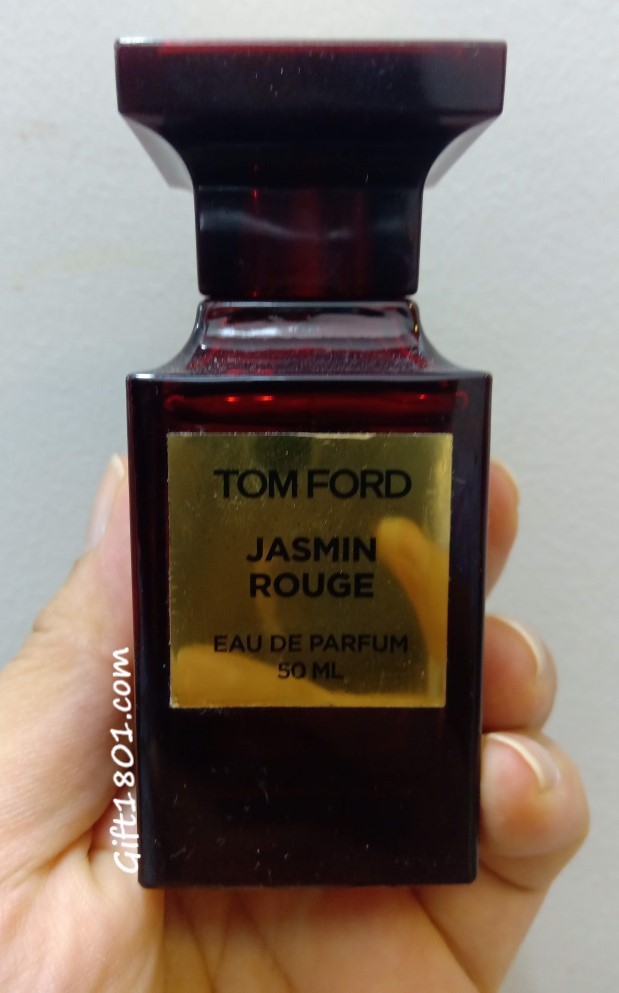 TOM FORD
JASMIN
ROUGE
EAU DE PARFUM
50 ML
Gift1801.com